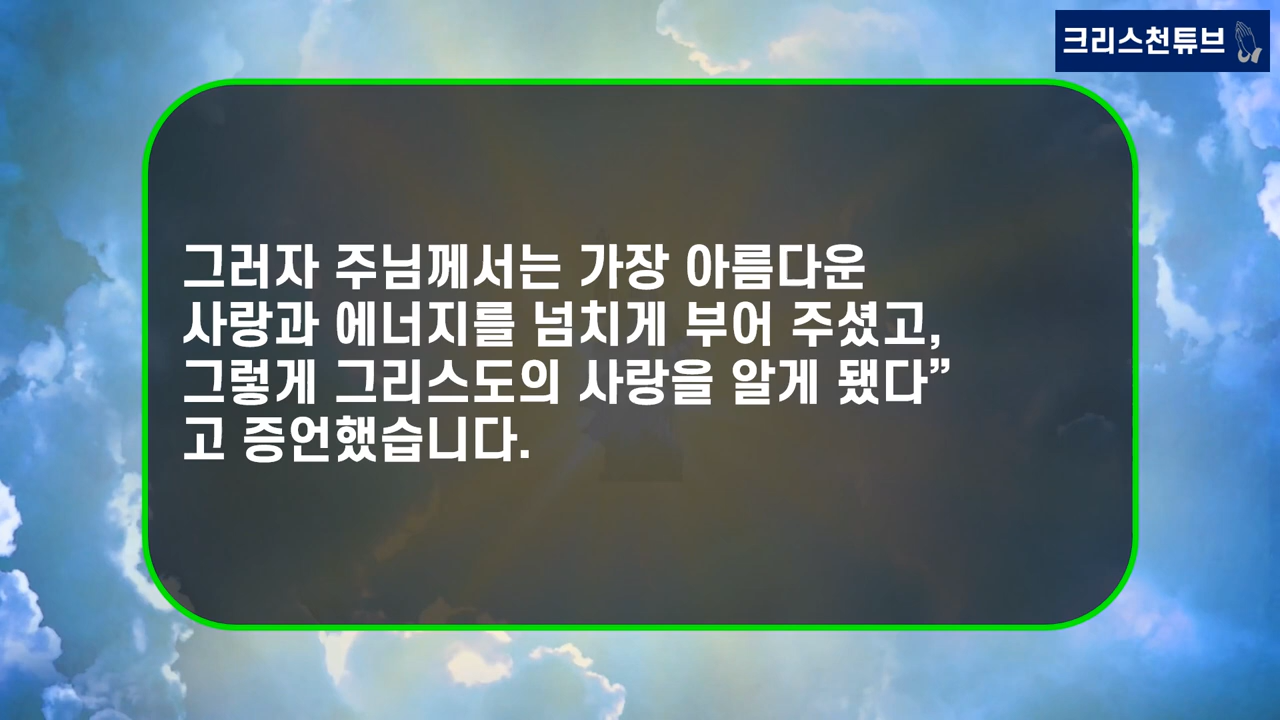 크리스천튜브
그러자 주님께서는 가장 아름다운
사랑과 에너지를 넘치게 부어 주셨고,
그렇게 그리스도의 사랑을 알게 됐다”
고 증언했습니다.